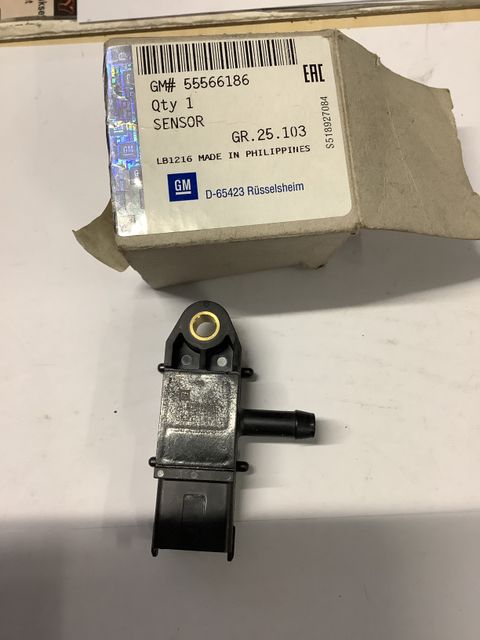 GM# 55566186
EAC
Qty 1
SENSOR
GR.25.103
LB1216 MADE IN PHILIPPINES
GM
D-65423 Rüsselsheim
S518927084